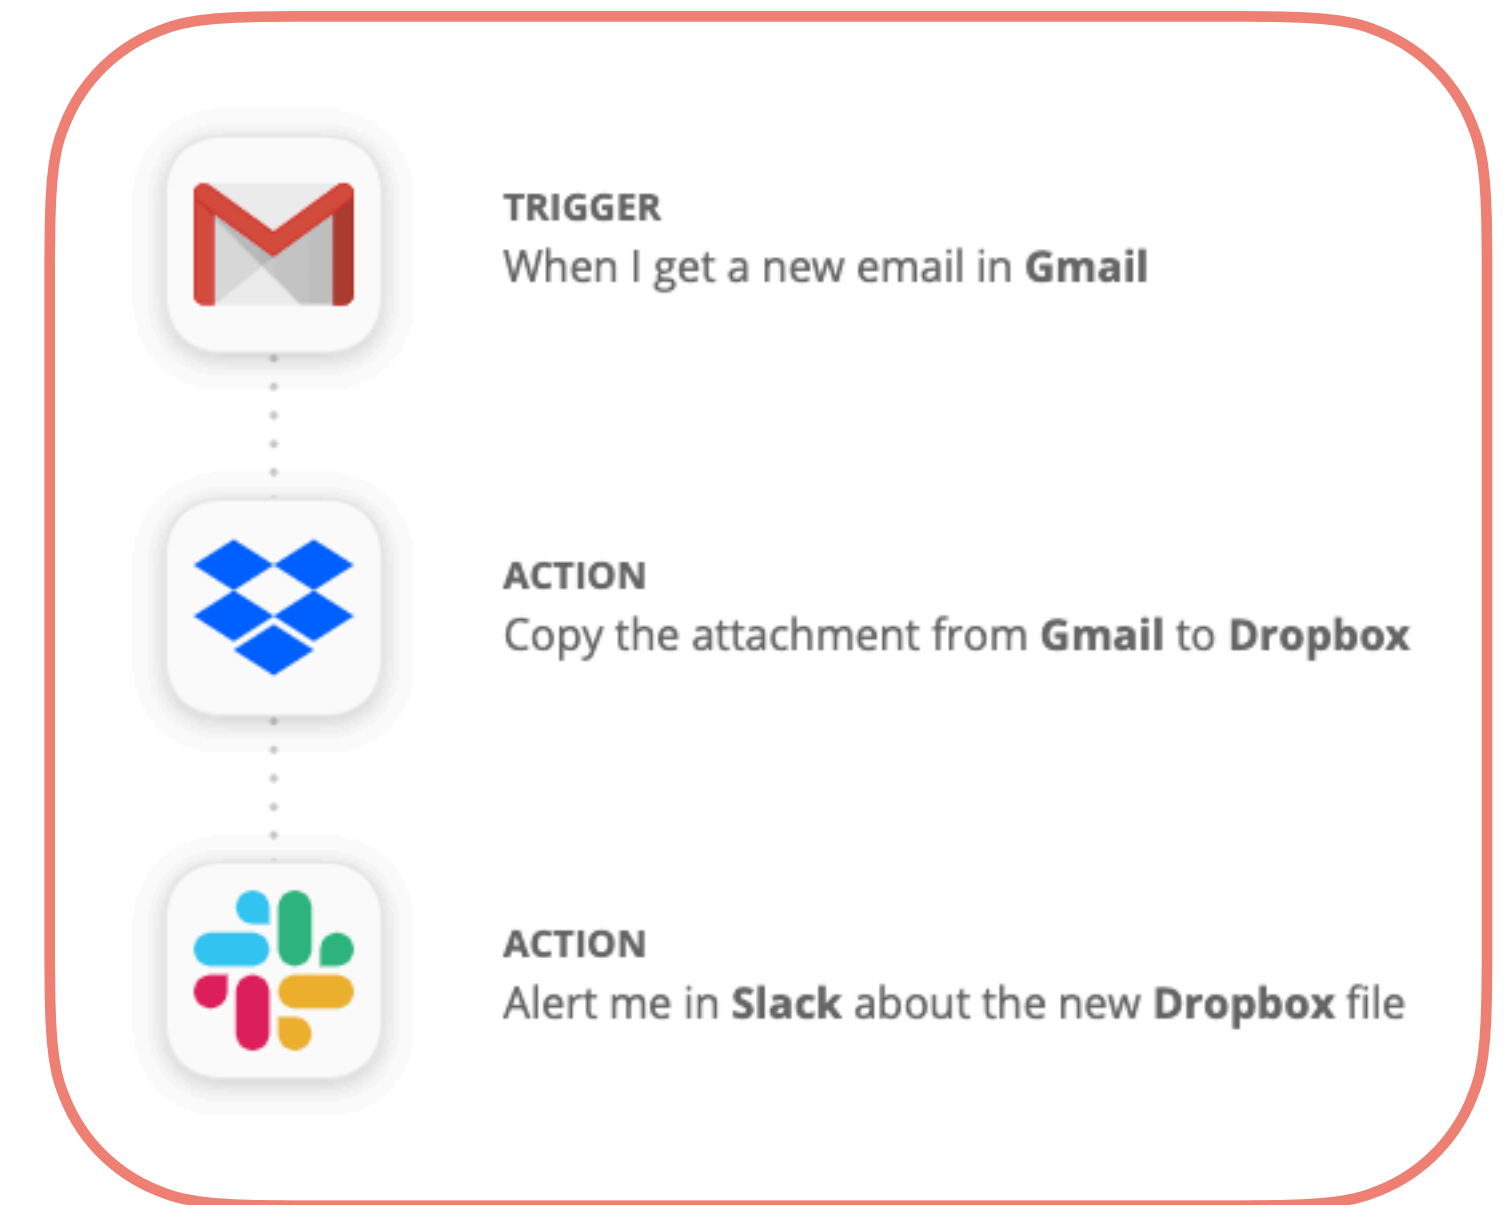 TRIGGER
When I get a new email in Gmail
ACTION
Copy the attachment from Gmail to Dropbox
ACTION
Alert me in Slack about the new Dropbox file